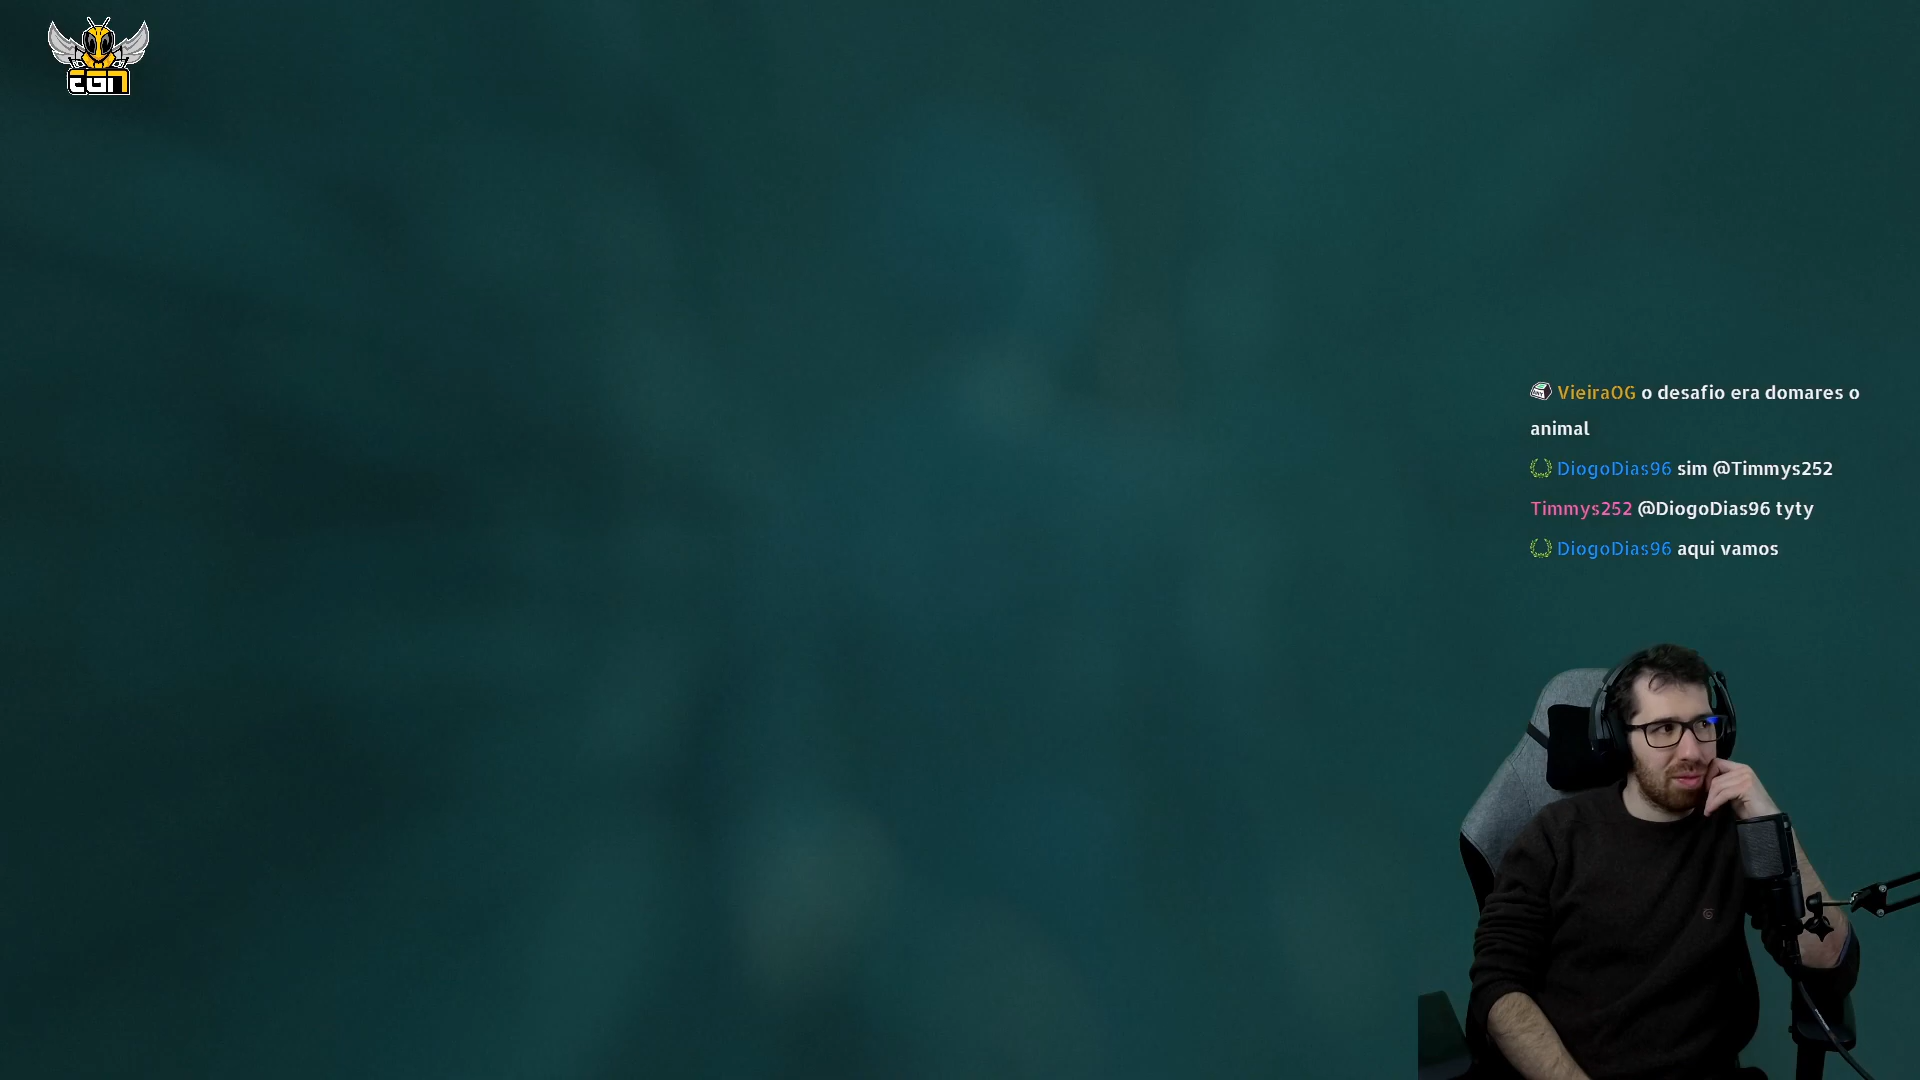 EGN
VieiraOG o desafio era domares o
animal
DiogoDias96 sim @Timmys252
Timmys252 @DiogoDias96 tyty
DiogoDias96 aqui vamos